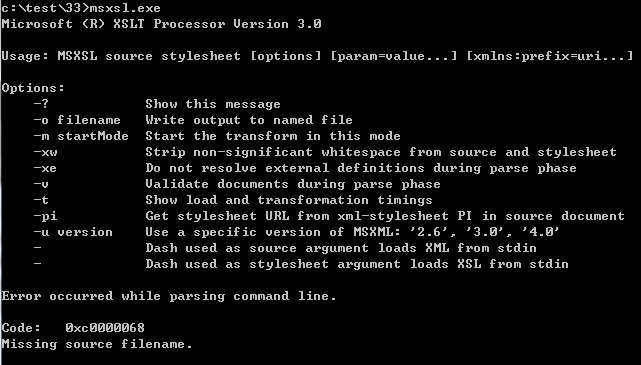 c:\test\33>msxsl.exe
Microsoft (R) XSLT Processor Version 3.0
Usage: MSXSL source stylesheet [options] [param=value...] [xmlns:prefix=uri...]
Options:
-? Show this message
-o filename Write output to named file
-m startMode Start the transform in this mode
-xw Strip non-significant whitespace from source and stylesheet
-xe Do not resolve external definitions during parse phase
-v Validate documents during parse phase
-t Show load and transformation timings
-pi Get stylesheet URL from xml-stylesheet PI in source document
-u version Use a specific version of MSXML: '2.6', '3.0', '4.0'
- Dash used as source argument loads XML from stdin
- Dash used as stylesheet argument loads XSL from stdin
Error occurred while parsing command line.
Code: 0xc0000068
Missing source filename.